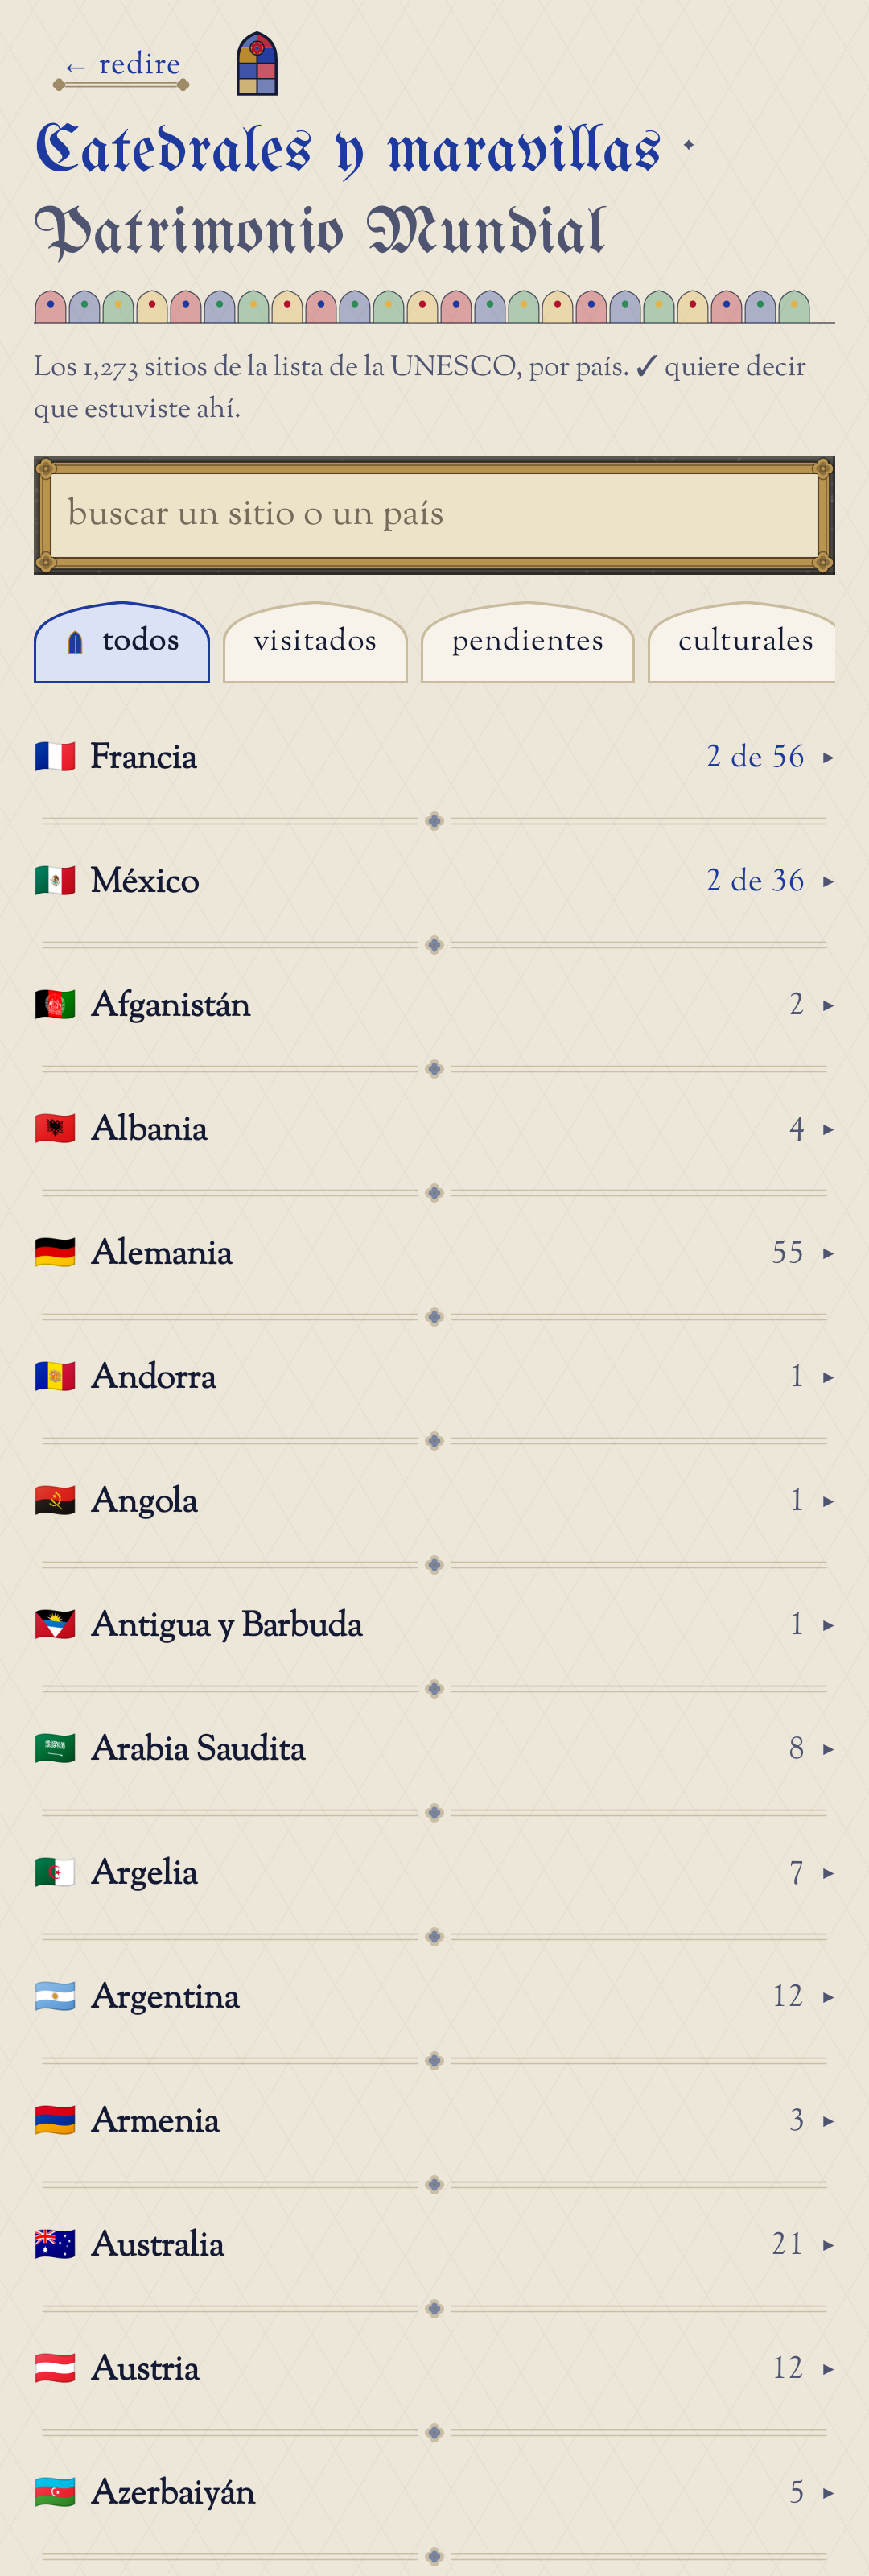 ← redire
Catedrales y maravillas ·
Patrimonio Mundial
Los 1,273 sitios de la lista de la UNESCO, por país. ✓ quiere decir
que estuviste ahí.
buscar un sitio o un país
todos visitados pendientes culturales
Francia 2 de 56 ▸
México 2 de 36 ▸
Afganistán 2 ▸
Albania 4 ▸
Alemania 55 ▸
Andorra 1 ▸
Angola 1 ▸
Antigua y Barbuda 1 ▸
Arabia Saudita 8 ▸
Argelia 7 ▸
Argentina 12 ▸
Armenia 3 ▸
Australia 21 ▸
Austria 12 ▸
Azerbaiyán 5 ▸